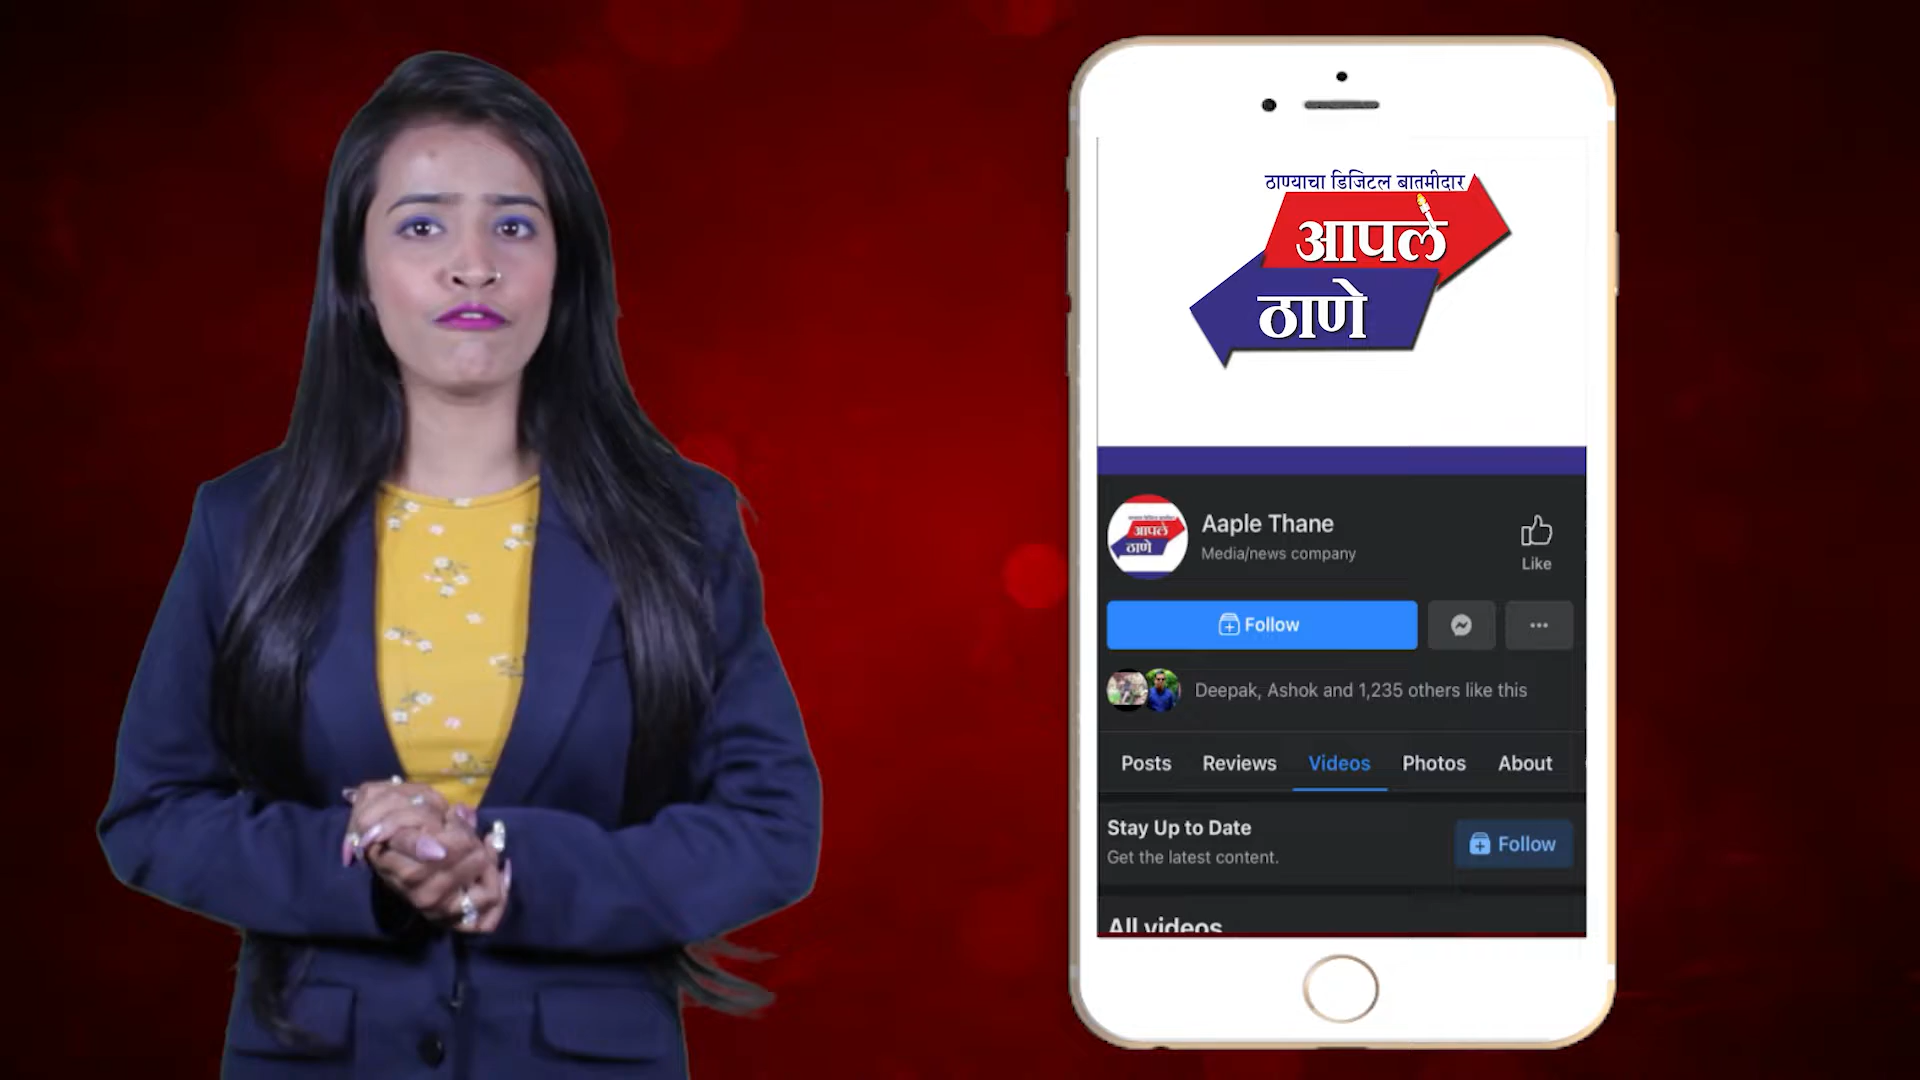 ठाण्याचा डिजिटल बातमीदार
आपले
ठाणे
आपले
ठाणे
Aaple Thane
Media/news company
Like
Follow
Deepak, Ashok and 1,235 others like this
Posts Reviews Videos Photos About
Stay Up to Date
Get the latest content.
Follow
All videos